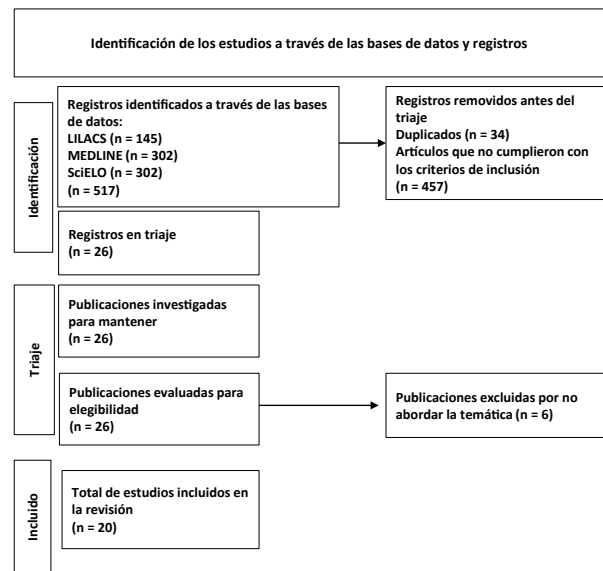 Identificación de los estudios a través de las bases de datos y registros
Identificación
Registros identificados a través de las bases
de datos:
LILACS (n = 145)
MEDLINE (n = 302)
SciELO (n = 302)
(n = 517)
Registros removidos antes del
triaje
Duplicados (n = 34)
Artículos que no cumplieron con
los criterios de inclusión
(n = 457)
Registros en triaje
(n = 26)
Triaje
Publicaciones investigadas
para mantener
(n = 26)
Publicaciones evaluadas para
elegibilidad
(n = 26)
Publicaciones excluidas por no
abordar la temática (n = 6)
Incluido
Total de estudios incluidos en
la revisión
(n = 20)